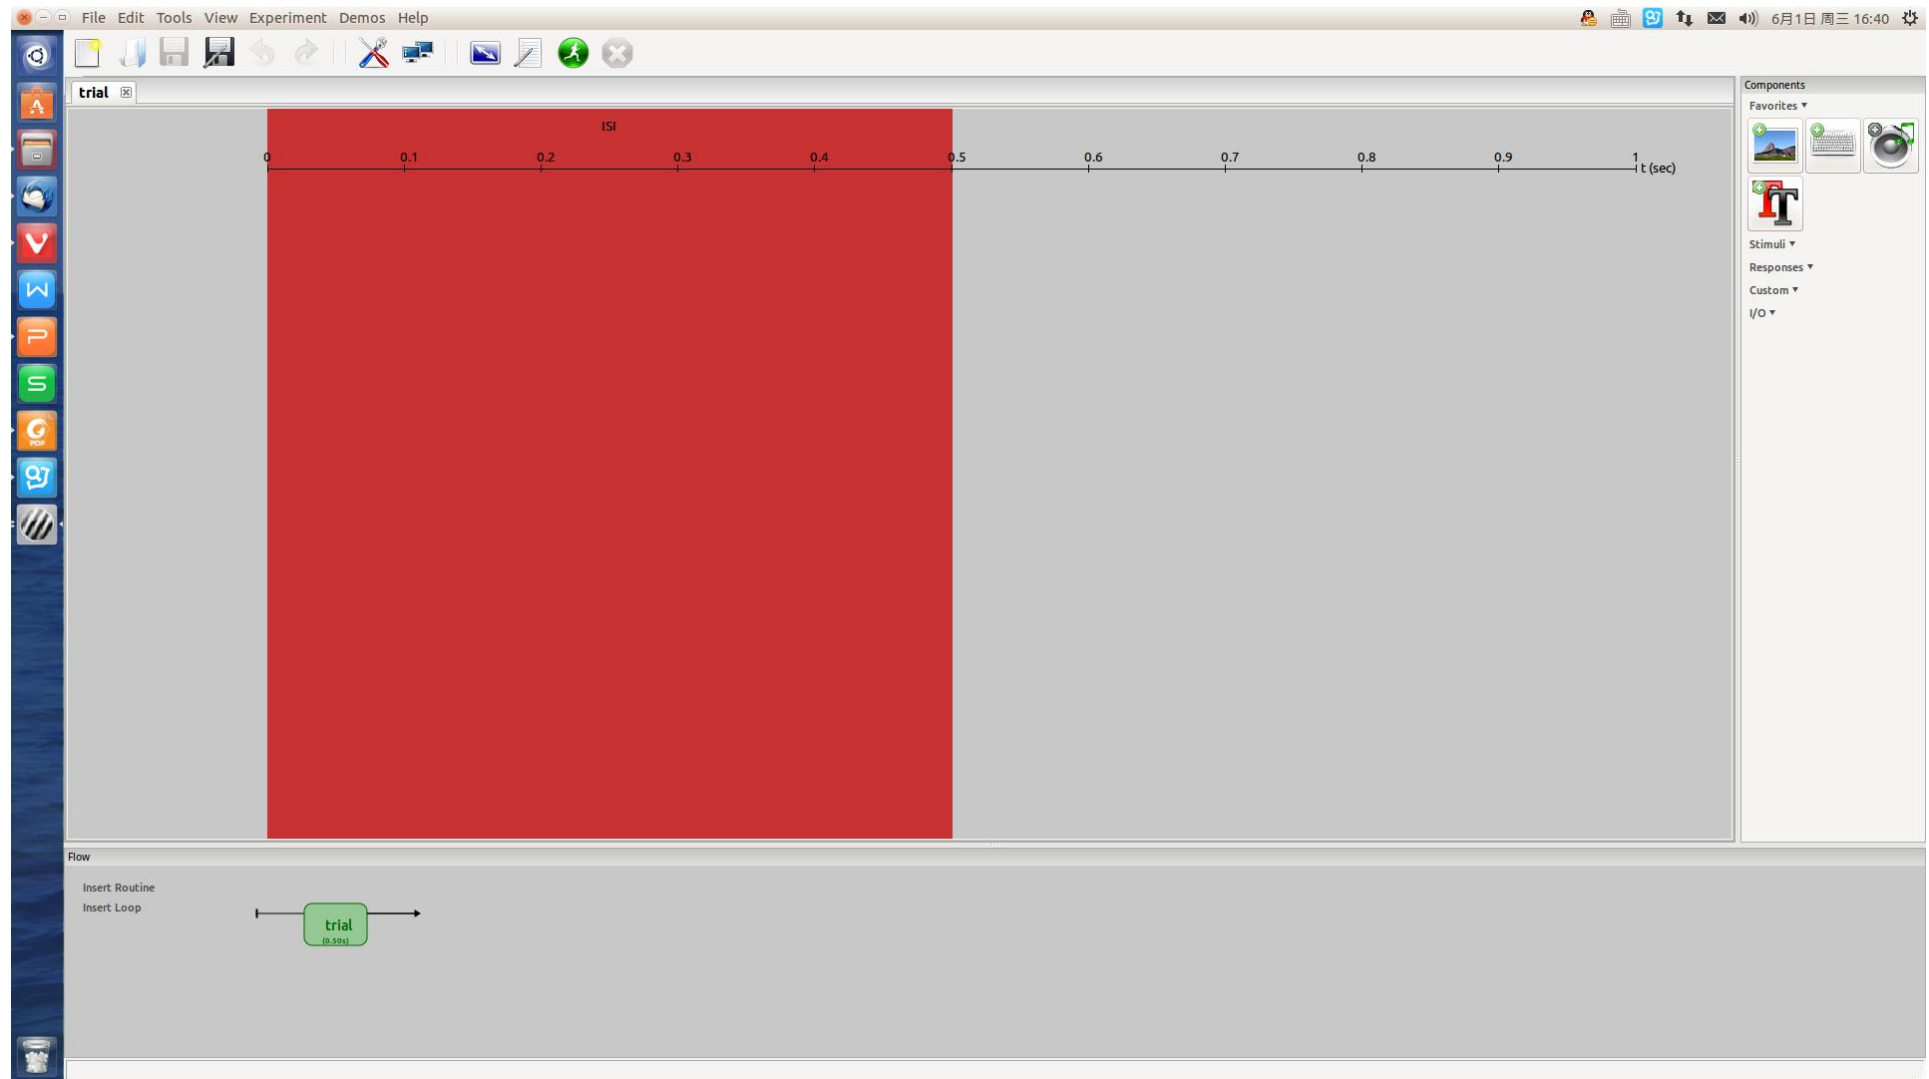 File Edit Tools View Experiment Demos Help
6月1日 周三 16:40
trial
ISI
0 0.1 0.2 0.3 0.4 0.5 0.6 0.7 0.8 0.9 1
t (sec)
Components
Favorites
Stimuli
Responses
Custom
I/O
Flow
Insert Routine
Insert Loop
trial
(0.50s)
PDF